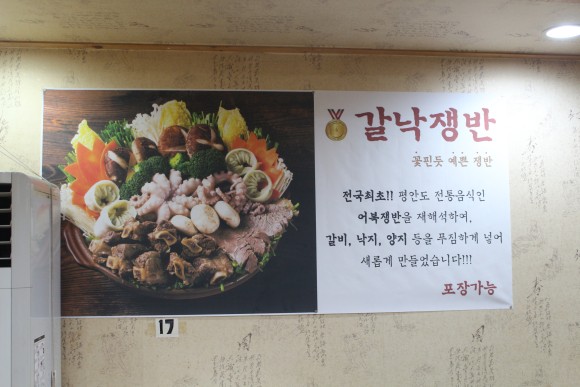 갈낙쟁반
꽃핀듯 예쁜 쟁반
전국최초!! 평안도 전통음식인
어복쟁반을 재해석하여,
갈비, 낙지, 양지 등을 푸짐하게 넣어
새롭게 만들었습니다!!!
포장가능
17